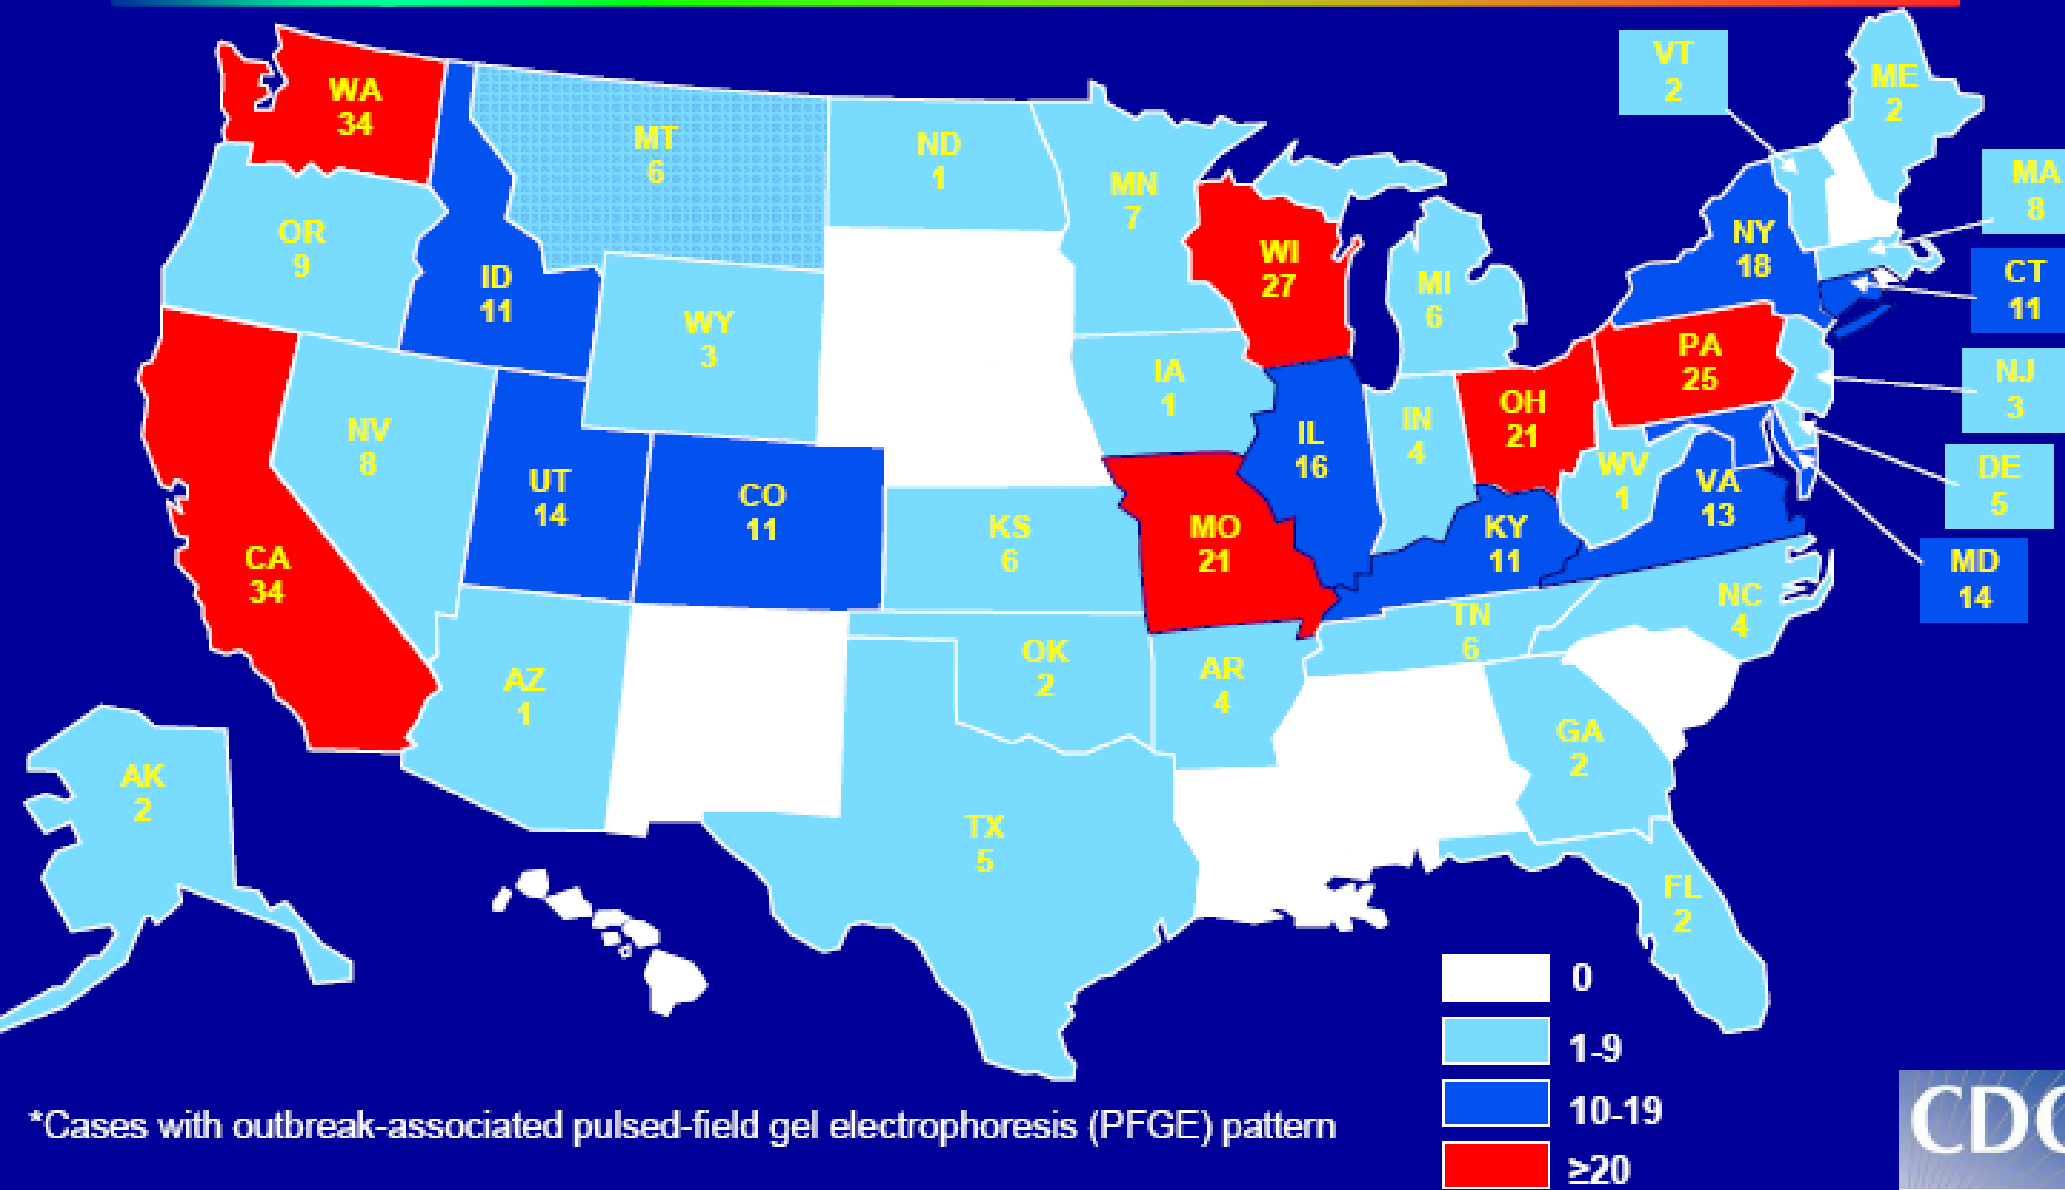 WA
34
MT
6
ND
1
MN
7
VT
2
ME
2
MA
8
OR
9
ID
11
WY
3
WI
27
MI
6
NY
18
CT
11
NV
8
UT
14
CO
11
IA
1
IL
16
IN
4
OH
21
PA
25
NJ
3
WV
1
VA
13
DE
5
CA
34
KS
6
MO
21
KY
11
MD
14
AZ
1
OK
2
AR
4
TN
6
NC
4
AK
2
TX
5
GA
2
FL
2
0
1-9
10-19
≥20
*Cases with outbreak-associated pulsed-field gel electrophoresis (PFGE) pattern
CDC